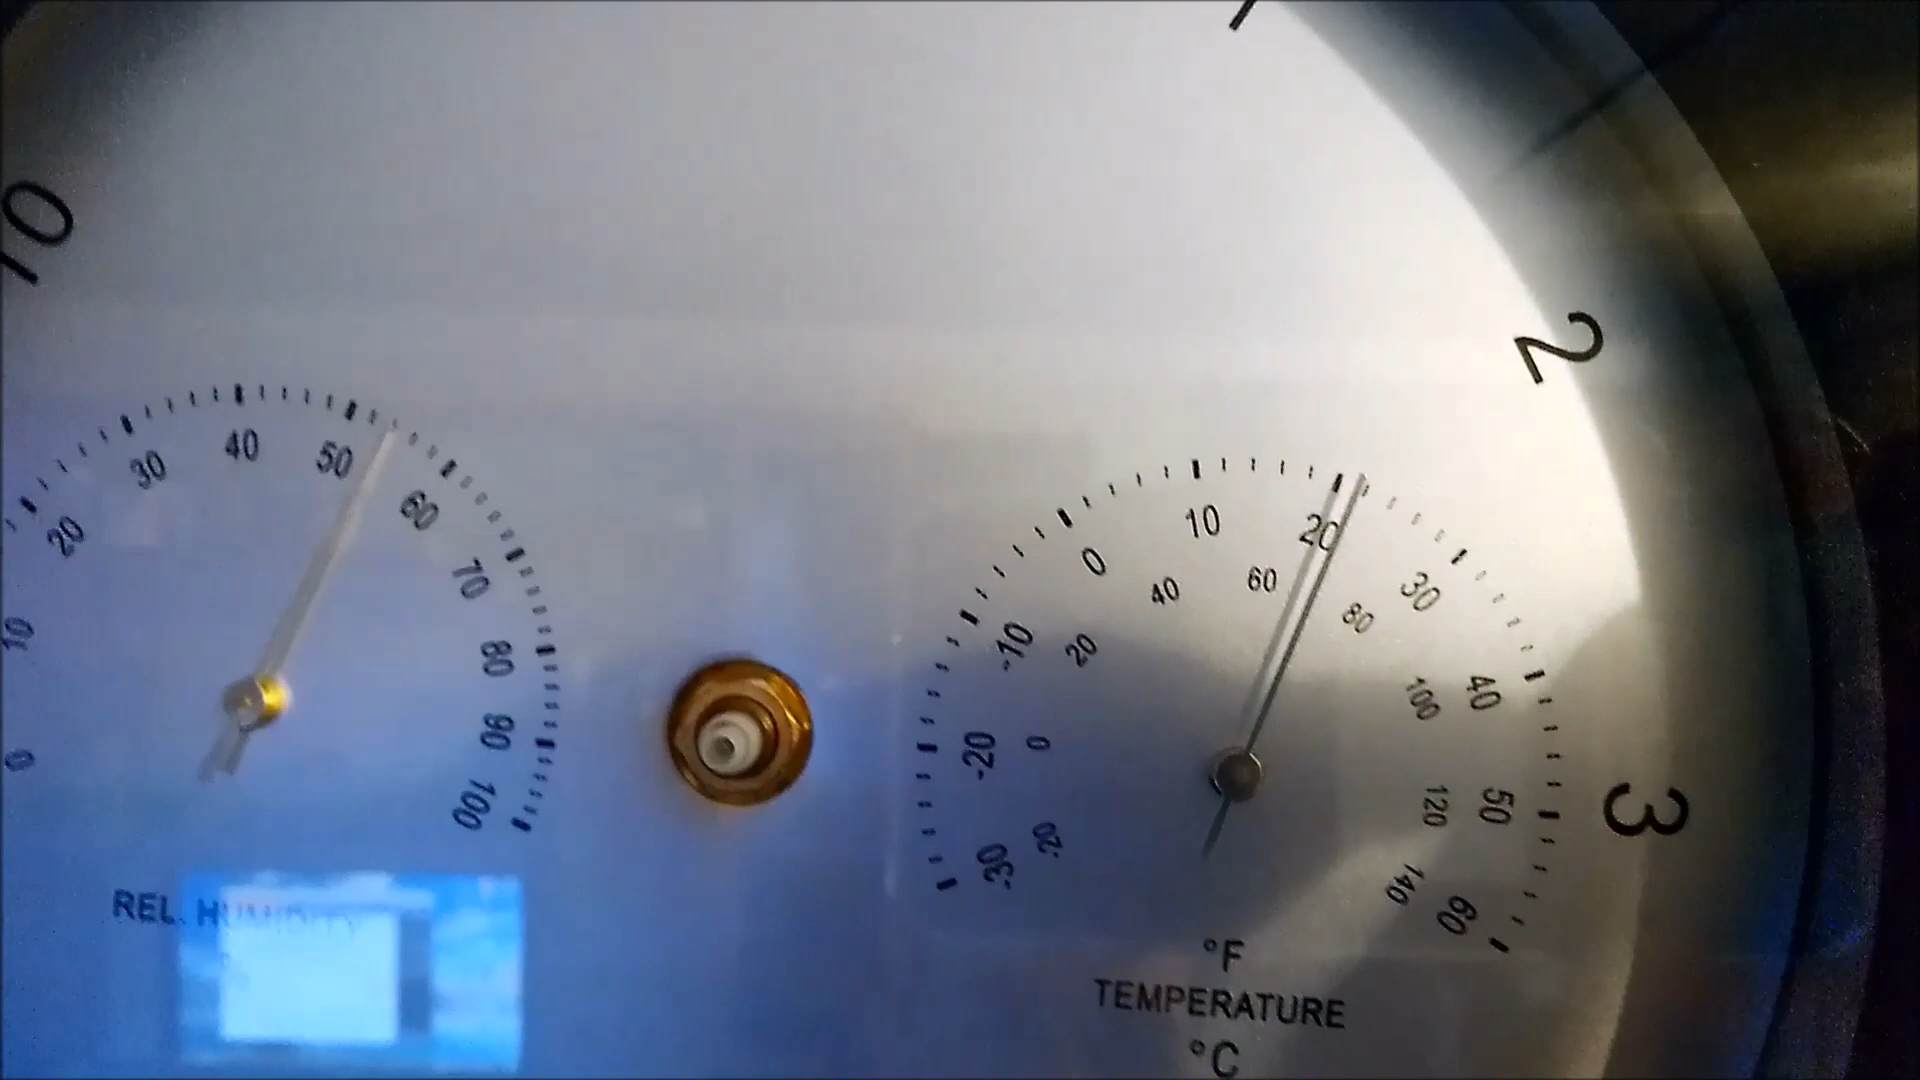 1
10
2
3
0 10 20 30 40 50 60 70 80 90 100
REL. HUMIDITY
-30 -20 -10 0 10 20 30 40 50 60
-20 0 20 40 60 80 100 120 140
°F
TEMPERATURE
°C